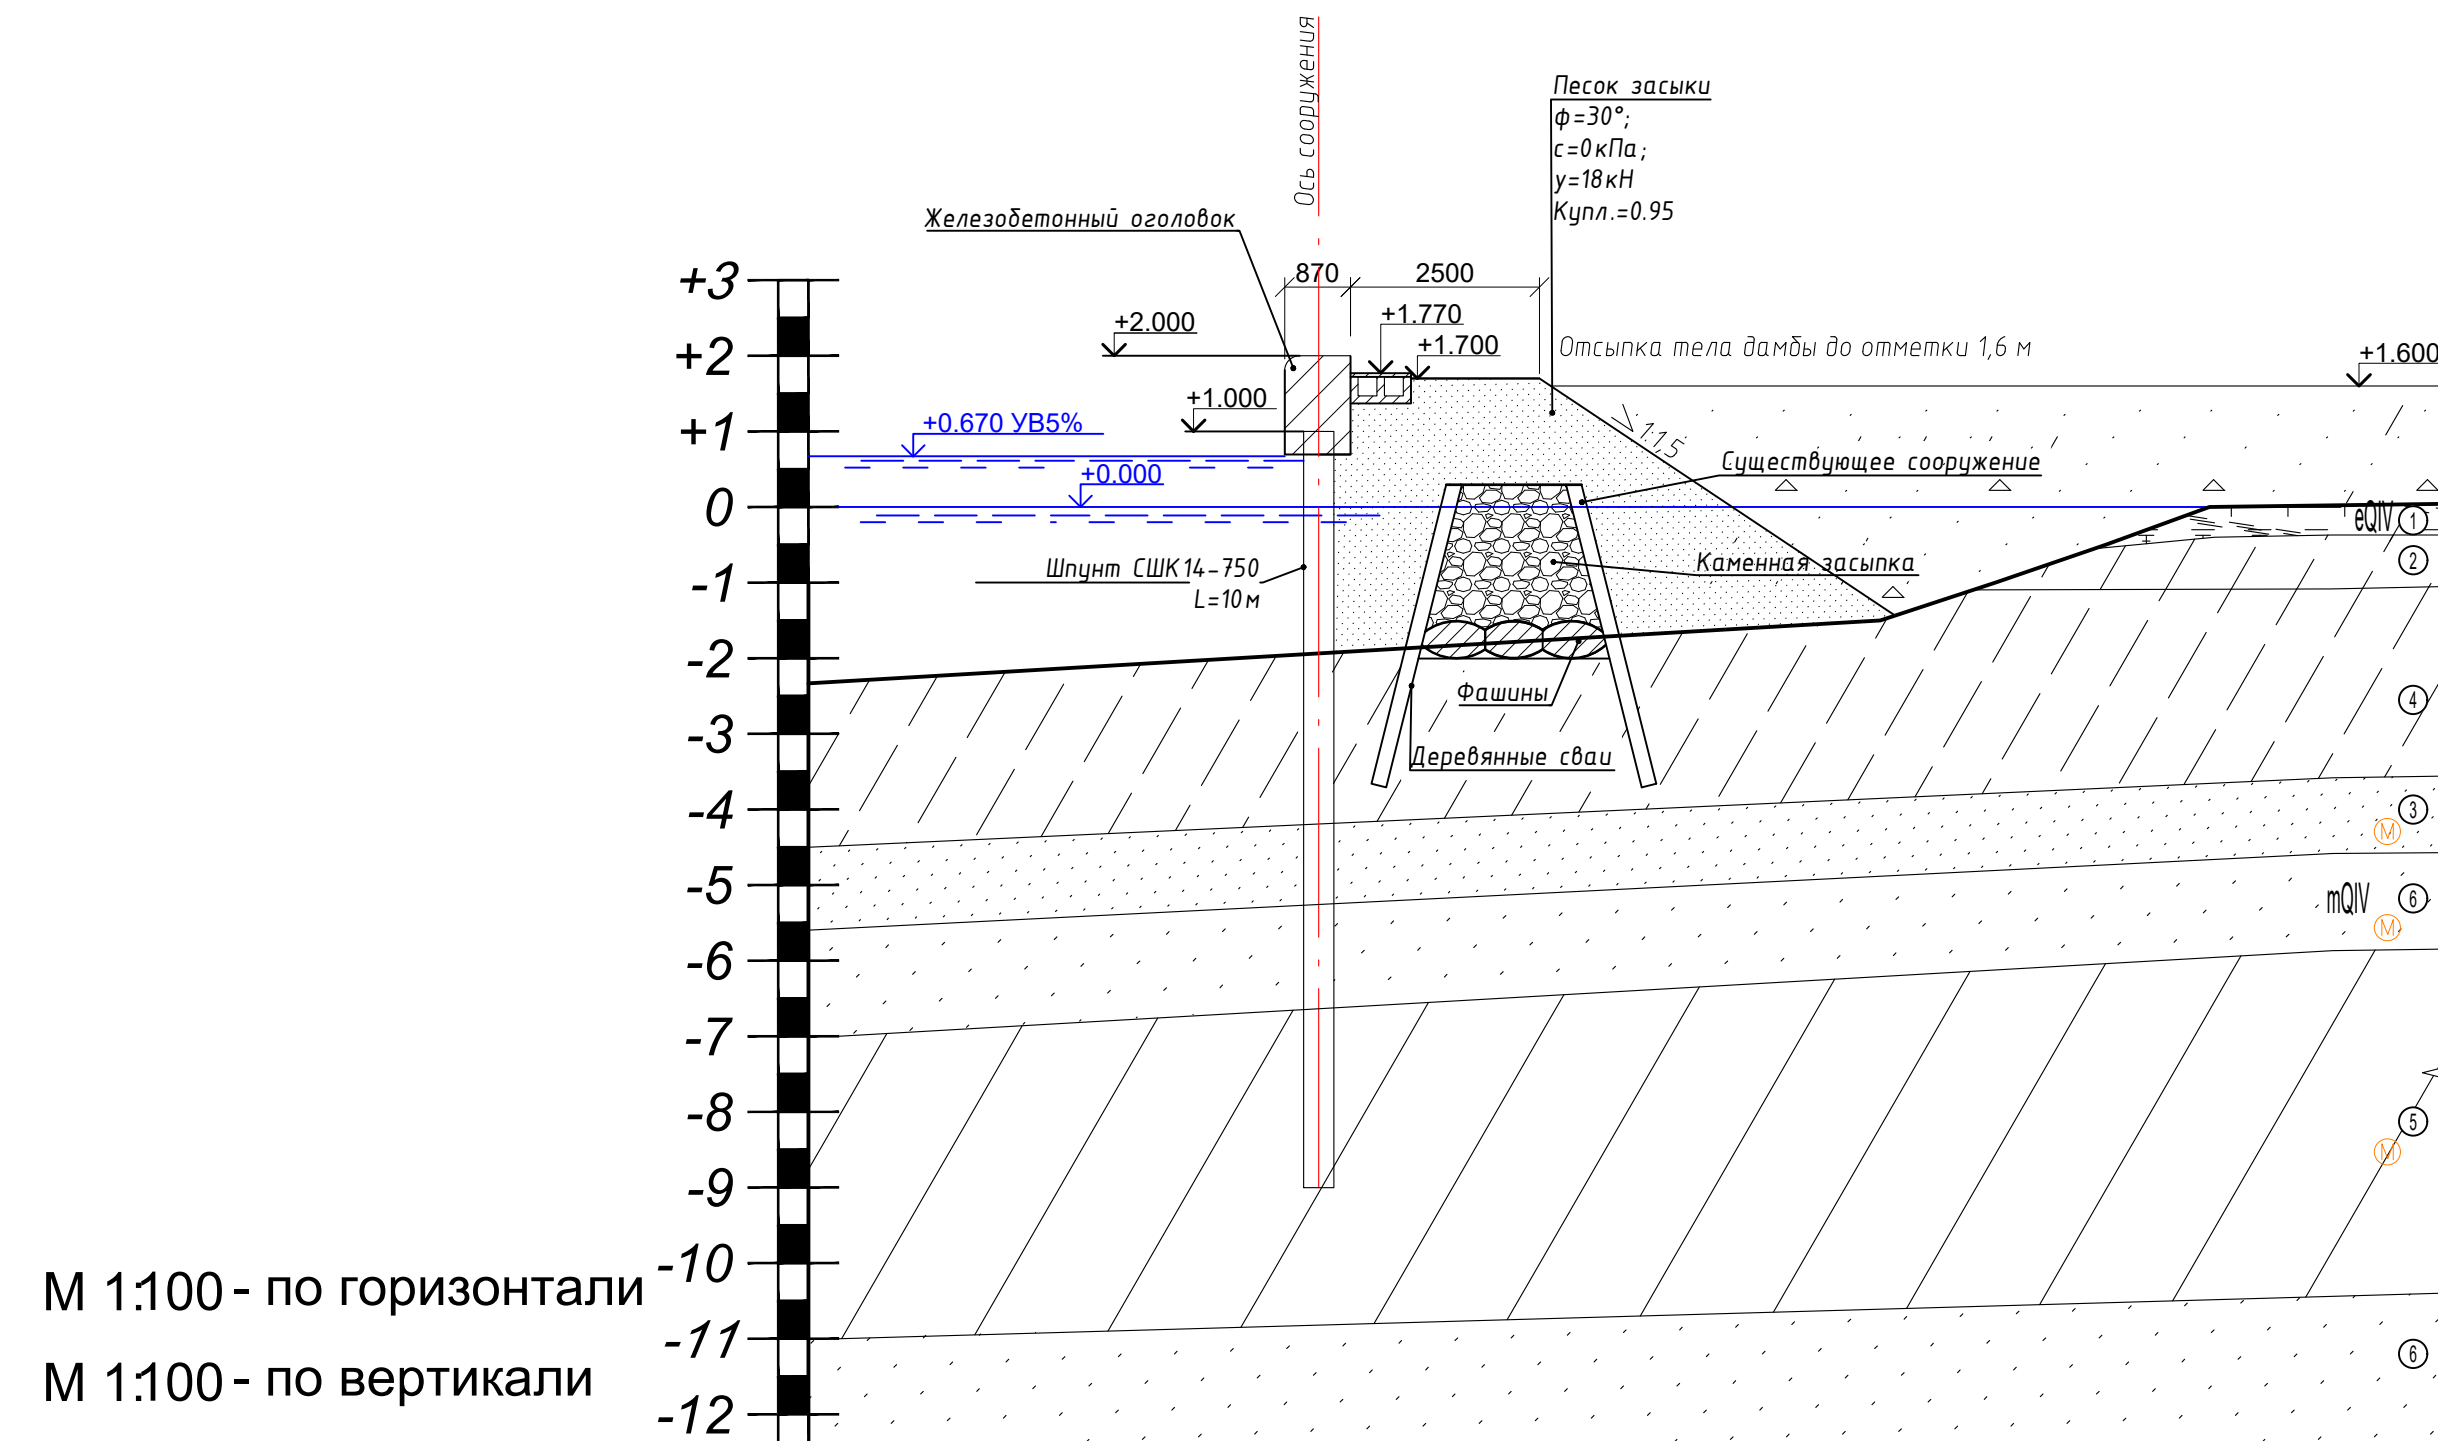 Ось сооружения
Песок засыки
ф=30°;
с=0кПа;
у=18кН
Купл.=0.95
Железобетонный оголовок
870
2500
+3
+2.000
+1.770
+1.700
Отсыпка тела дамбы до отметки 1,6 м
+1.600
+2
+1.000
+0.670 УВ5%
+1
1:1,5
Существующее сооружение
+0.000
0
eQIV
1
Шпунт СШК14-750
L=10м
Каменная засыпка
2
-1
-2
Фашины
4
-3
Деревянные сваи
-4
3
М
-5
mQIV
6
М
-6
-7
-8
5
М
-9
-10
М 1:100 - по горизонтали
-11
6
М 1:100 - по вертикали
-12